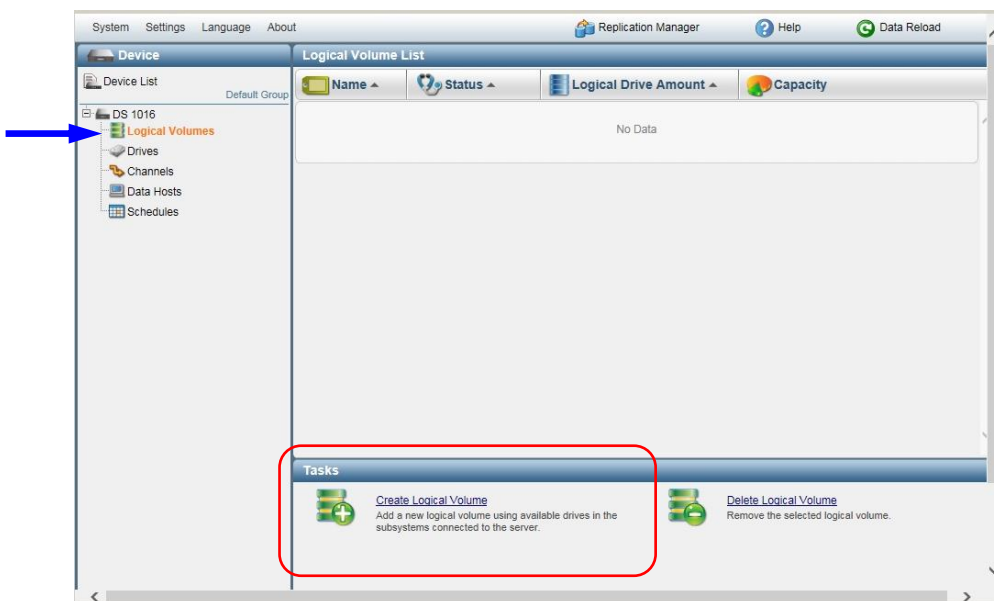 System Settings Language About Replication Manager Help Data Reload
Device
Device List
Default Group
DS 1016
Logical Volumes
Drives
Channels
Data Hosts
Schedules
Logical Volume List
Name Status Logical Drive Amount Capacity
No Data
Tasks
Create Logical Volume
Add a new logical volume using available drives in the
subsystems connected to the server.
Delete Logical Volume
Remove the selected logical volume.